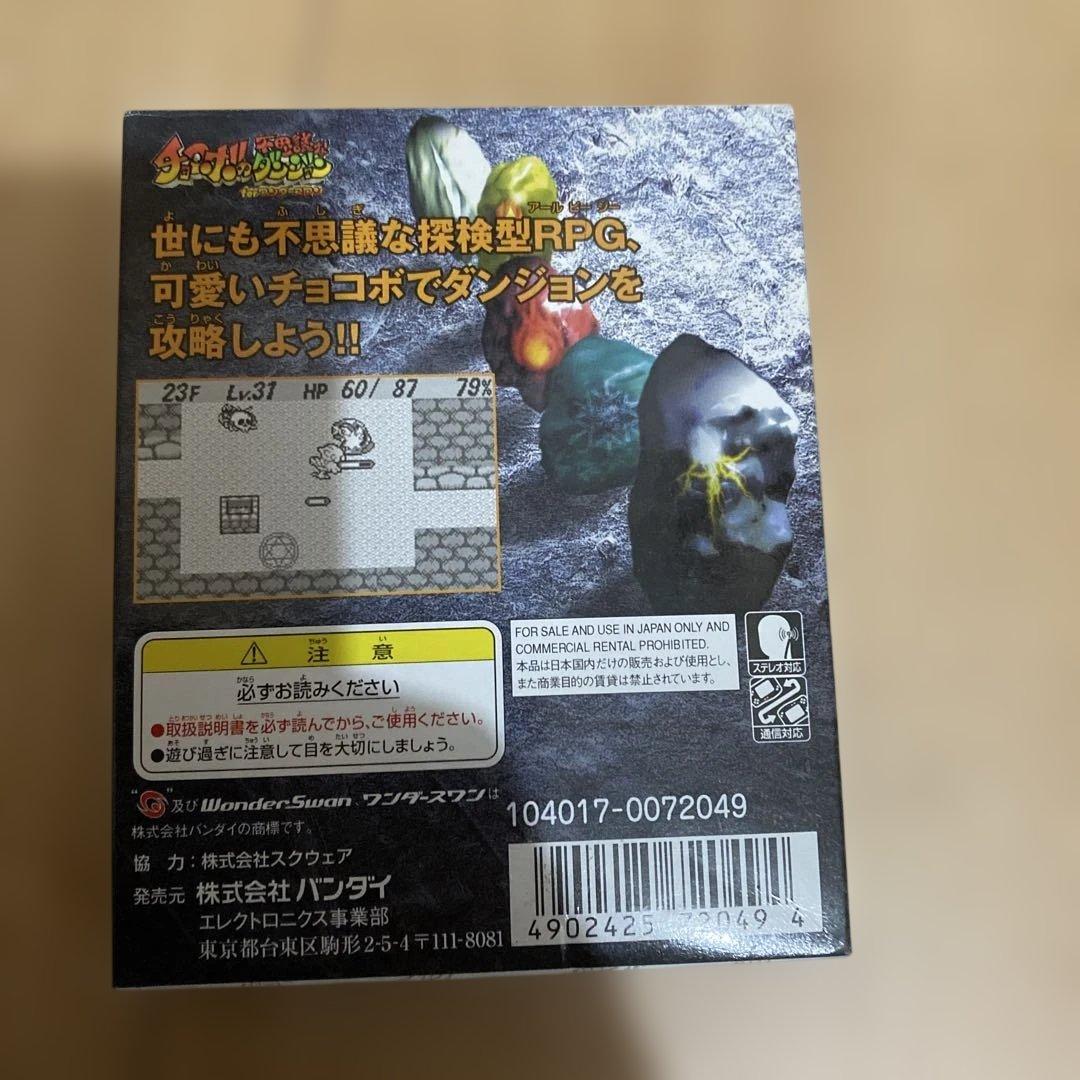 チョコボの不思議なダンジョン
for ワンダースワン
世にも不思議な探検型RPG、
可愛いチョコボでダンジョンを
攻略しよう!!
23F Lv.31 HP 60/ 87 79%
⚠ 注意
必ずお読みください
●取扱説明書を必ず読んでから、ご使用ください。
●遊び過ぎに注意して目を大切にしましょう。
FOR SALE AND USE IN JAPAN ONLY AND
COMMERCIAL RENTAL PROHIBITED.
本品は日本国内だけの販売および使用とし、
また商業目的の賃貸は禁止されています。
ステレオ対応
通信対応
“ ”及び WonderSwan ワンダースワン は
株式会社バンダイの商標です。
協 力:株式会社スクウェア
発売元 株式会社 バンダイ
エレクトロニクス事業部
東京都台東区駒形2-5-4〒111-8081
104017-0072049
4902425 72049 4